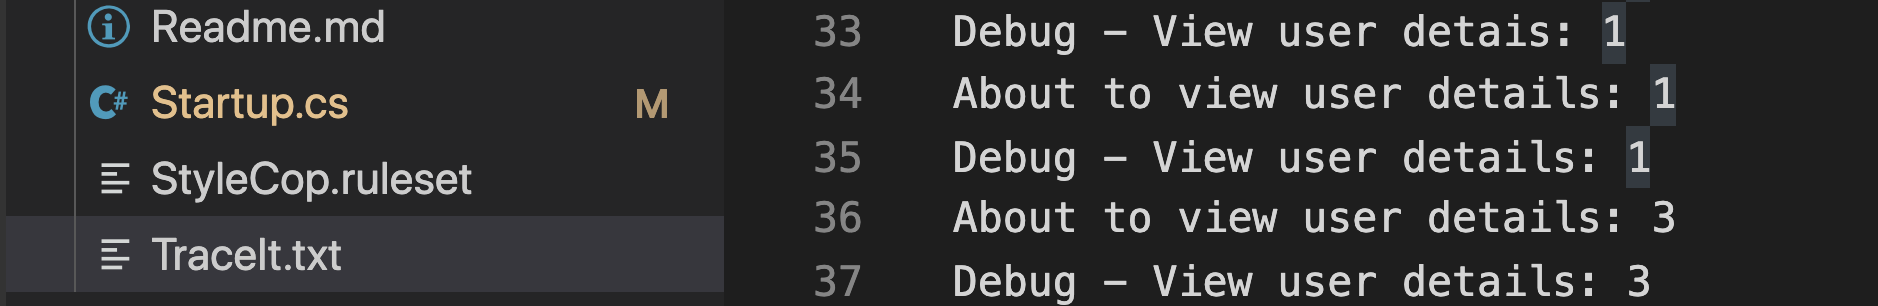 Readme.md
C# Startup.cs M
StyleCop.ruleset
TraceIt.txt
33 Debug – View user detais: 1
34 About to view user details: 1
35 Debug – View user details: 1
36 About to view user details: 3
37 Debug – View user details: 3